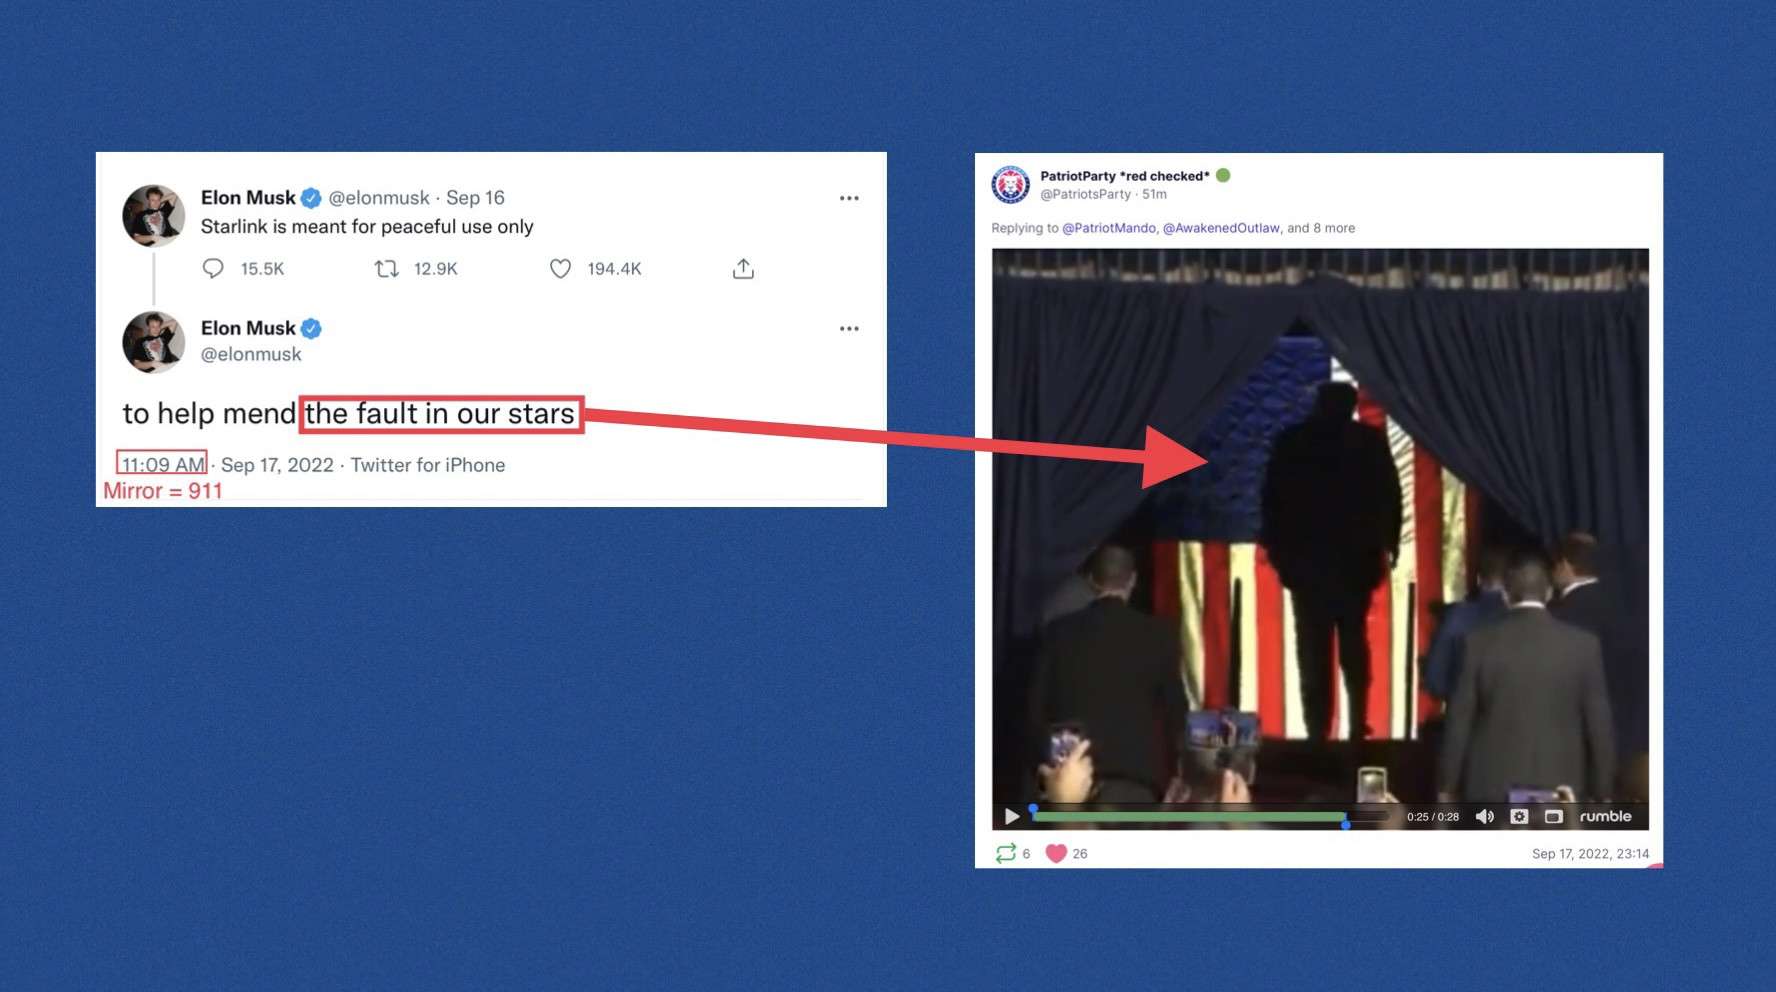 Elon Musk @elonmusk · Sep 16
Starlink is meant for peaceful use only
15.5K 12.9K 194.4K
Elon Musk
@elonmusk
to help mend the fault in our stars
11:09 AM · Sep 17, 2022 · Twitter for iPhone
Mirror = 911
PatriotParty *red checked*
@PatriotsParty · 51m
Replying to @PatriotMando, @AwakenedOutlaw, and 8 more
0:25 / 0:28 rumble
6 26 Sep 17, 2022, 23:14